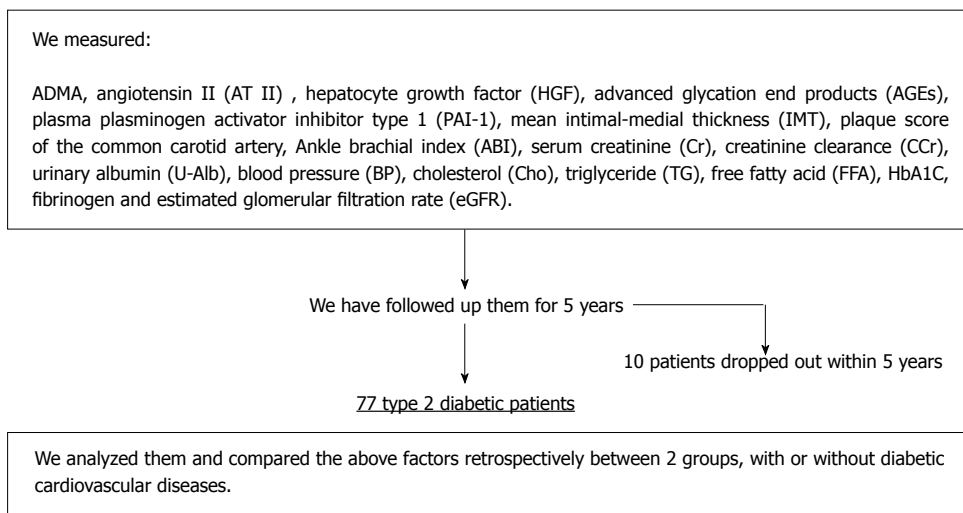 We measured:
ADMA, angiotensin II (AT II) , hepatocyte growth factor (HGF), advanced glycation end products (AGEs),
plasma plasminogen activator inhibitor type 1 (PAI-1), mean intimal-medial thickness (IMT), plaque score
of the common carotid artery, Ankle brachial index (ABI), serum creatinine (Cr), creatinine clearance (CCr),
urinary albumin (U-Alb), blood pressure (BP), cholesterol (Cho), triglyceride (TG), free fatty acid (FFA), HbA1C,
fibrinogen and estimated glomerular filtration rate (eGFR).
We have followed up them for 5 years
10 patients dropped out within 5 years
77 type 2 diabetic patients
We analyzed them and compared the above factors retrospectively between 2 groups, with or without diabetic
cardiovascular diseases.